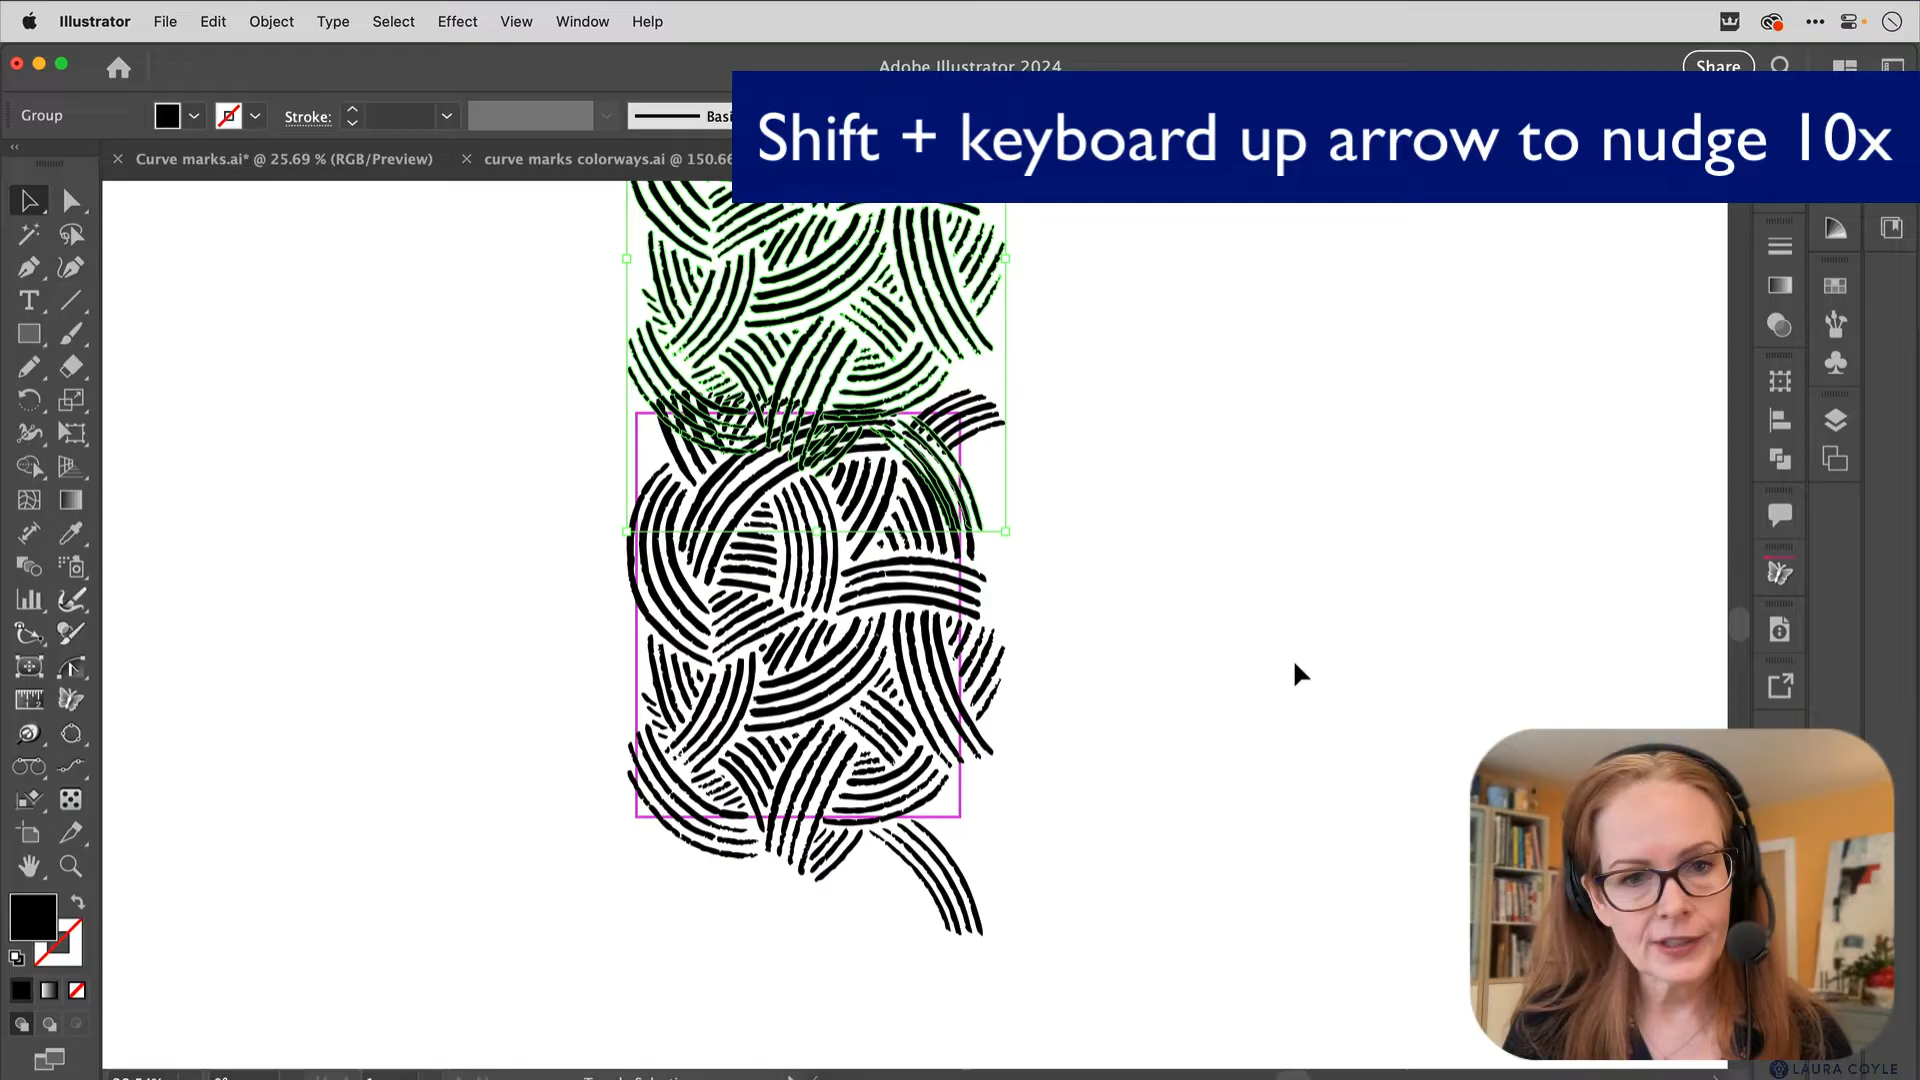 Illustrator File Edit Object Type Select Effect View Window Help
Adobe Illustrator 2024
Share
Shift + keyboard up arrow to nudge 10x
Group
Stroke:
Basi
Curve marks.ai* @ 25.69 % (RGB/Preview)
curve marks colorways.ai @ 150.66
LAURA COYLE